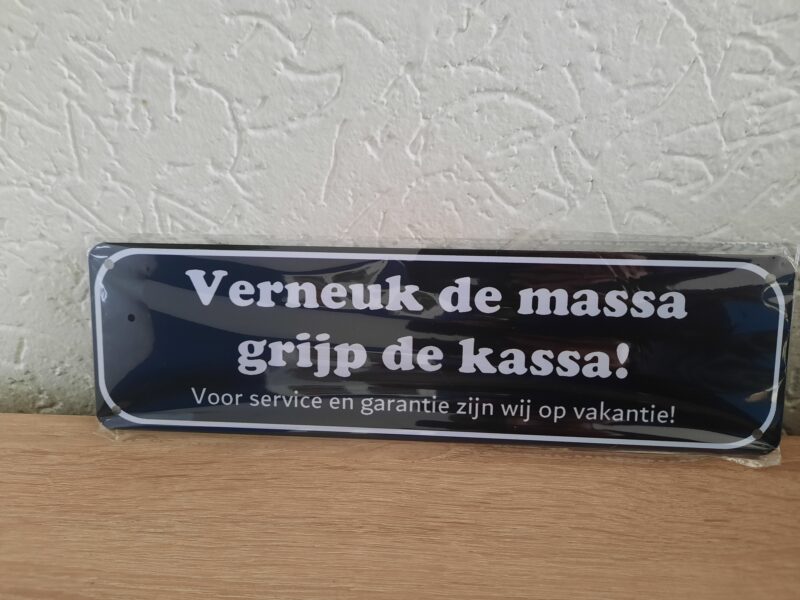 Verneuk de massa
grijp de kassa!
Voor service en garantie zijn wij op vakantie!